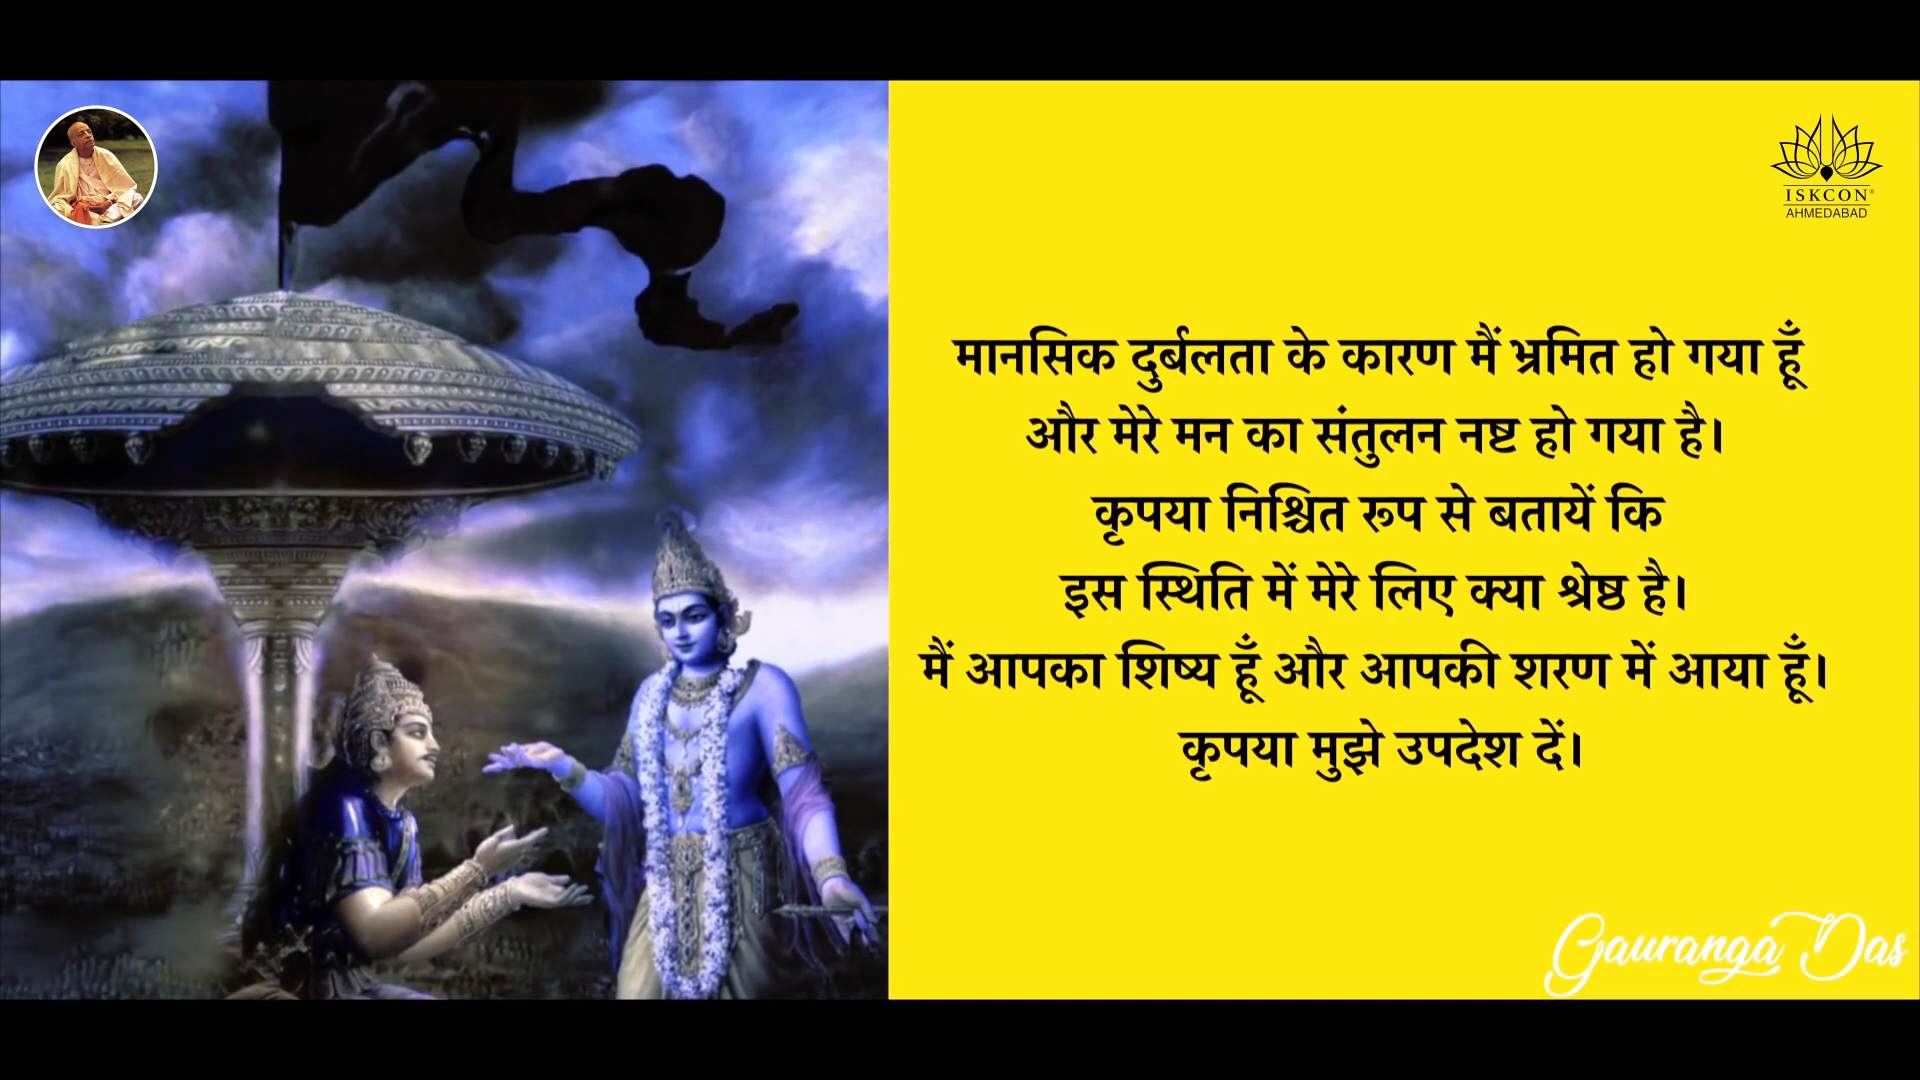 ISKCON®
AHMEDABAD
मानसिक दुर्बलता के कारण मैं भ्रमित हो गया हूँ
और मेरे मन का संतुलन नष्ट हो गया है।
कृपया निश्चित रूप से बतायें कि
इस स्थिति में मेरे लिए क्या श्रेष्ठ है।
मैं आपका शिष्य हूँ और आपकी शरण में आया हूँ।
कृपया मुझे उपदेश दें।
Gauranga Das